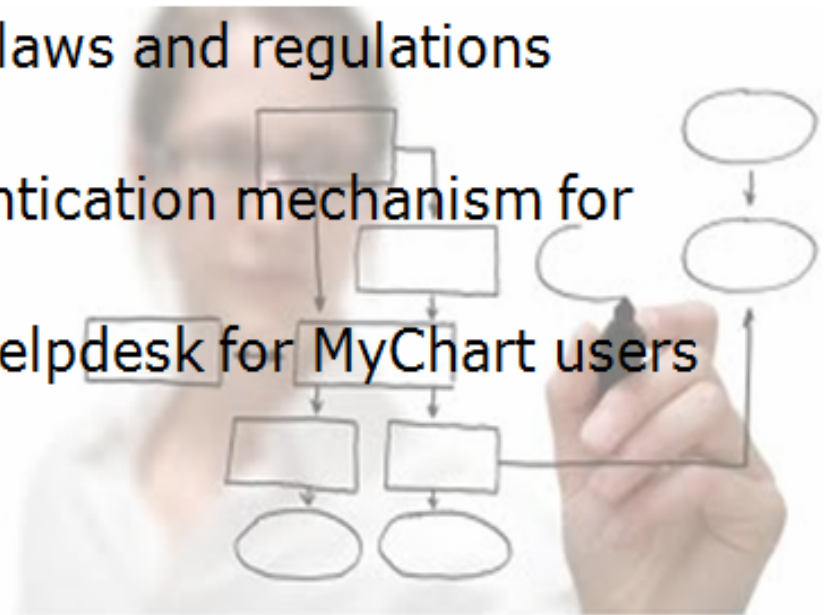 laws and regulations
ntication mechanism for
elpdesk for MyChart users